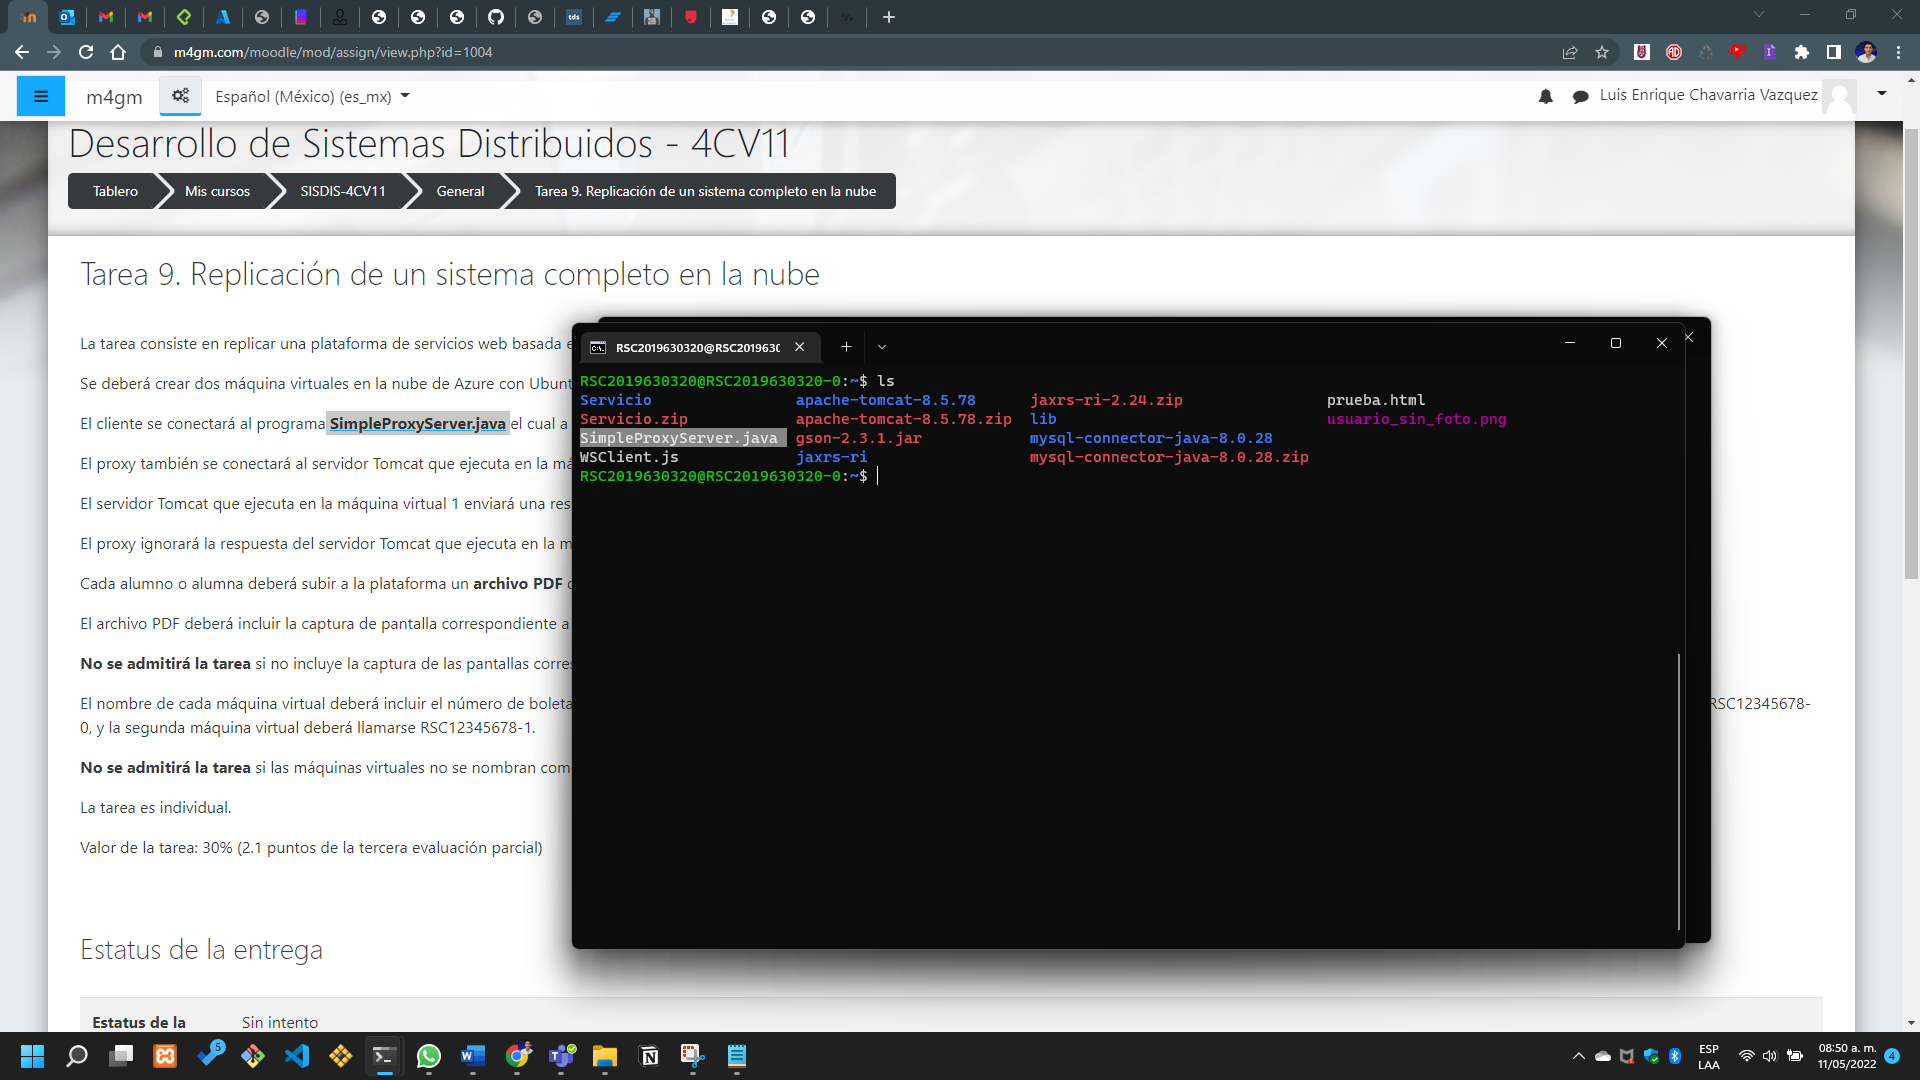 tds
m4gm.com/moodle/mod/assign/view.php?id=1004
m4gm
Español (México) (es_mx)
Luis Enrique Chavarria Vazquez
Desarrollo de Sistemas Distribuidos - 4CV11
Tablero
Mis cursos
SISDIS-4CV11
General
Tarea 9. Replicación de un sistema completo en la nube
Tarea 9. Replicación de un sistema completo en la nube
La tarea consiste en replicar una plataforma de servicios web basada
Se deberá crear dos máquina virtuales en la nube de Azure con
El cliente se conectará al programa SimpleProxyServer.java el cual a
El proxy también se conectará al servidor Tomcat que ejecuta en la
El servidor Tomcat que ejecuta en la máquina virtual 1 enviará una
El proxy ignorará la respuesta del servidor Tomcat que ejecuta en la
Cada alumno o alumna deberá subir a la plataforma un archivo PDF
El archivo PDF deberá incluir la captura de pantalla correspondiente a
No se admitirá la tarea si no incluye la captura de las pantallas
El nombre de cada máquina virtual deberá incluir el número de boleta
RSC12345678-
0, y la segunda máquina virtual deberá llamarse RSC12345678-1.
No se admitirá la tarea si las máquinas virtuales no se nombran
La tarea es individual.
Valor de la tarea: 30% (2.1 puntos de la tercera evaluación parcial)
Estatus de la entrega
Estatus de la
Sin intento
RSC2019630320@RSC201963
RSC2019630320@RSC2019630320-0:~$ ls
Servicio apache-tomcat-8.5.78 jaxrs-ri-2.24.zip prueba.html
Servicio.zip apache-tomcat-8.5.78.zip lib usuario_sin_foto.png
SimpleProxyServer.java gson-2.3.1.jar mysql-connector-java-8.0.28
WSClient.js jaxrs-ri mysql-connector-java-8.0.28.zip
RSC2019630320@RSC2019630320-0:~$
5
ESP
LAA
08:50 a. m.
11/05/2022
4